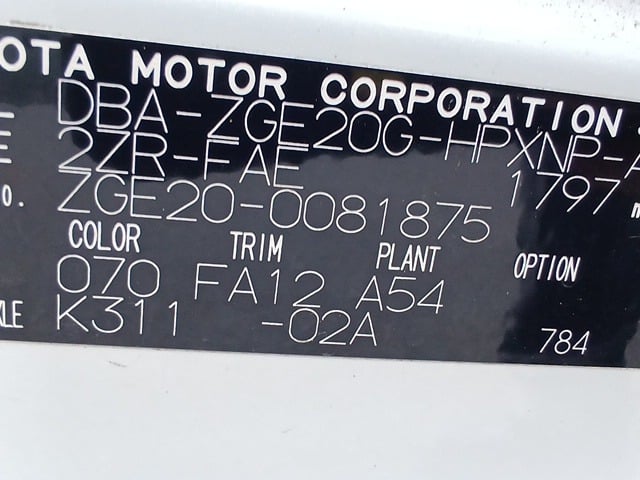 OTA MOTOR CORPORATION
L DBA-ZGE20G-HPXNP-A
E 2ZR-FAE 1797 m
O. ZGE20-0081875
COLOR TRIM PLANT OPTION
070 FA12 A54
KLE K311 -02A 784